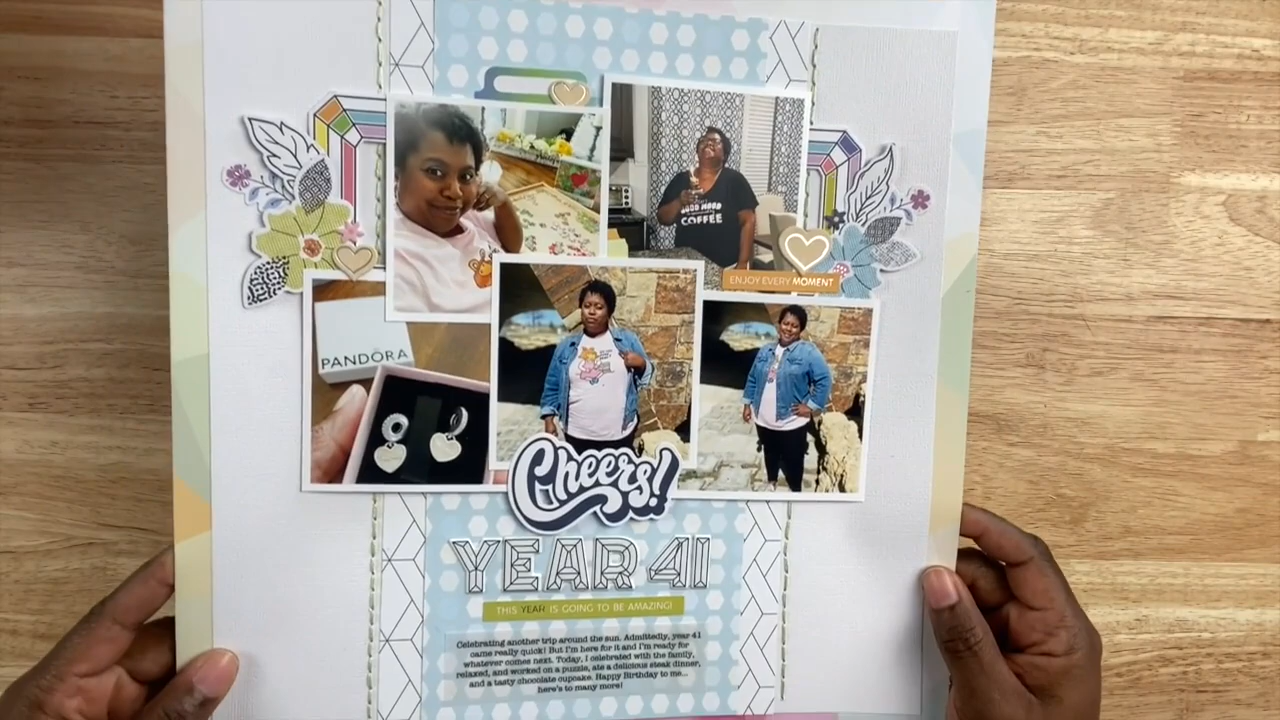 GOOD MOOD
COFFEE
ENJOY EVERY MOMENT
PANDÓRA
Cheers!
YEAR 41
THIS YEAR IS GOING TO BE AMAZING!
Celebrating another trip around the sun. Admittedly, year 41
came really quick! But I'm here for it and I'm ready for
whatever comes next. Today, I celebrated with the family,
relaxed, and worked on a puzzle, ate a delicious steak dinner,
and a tasty chocolate cupcake. Happy Birthday to me...
here's to many more!